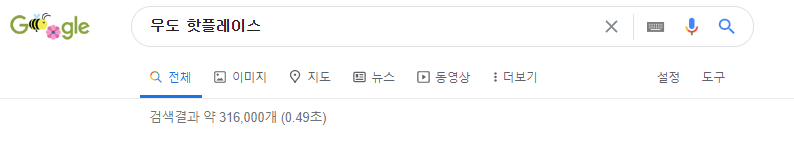 Google
우도 핫플레이스
전체 이미지 지도 뉴스 동영상 더보기 설정 도구
검색결과 약 316,000개 (0.49초)